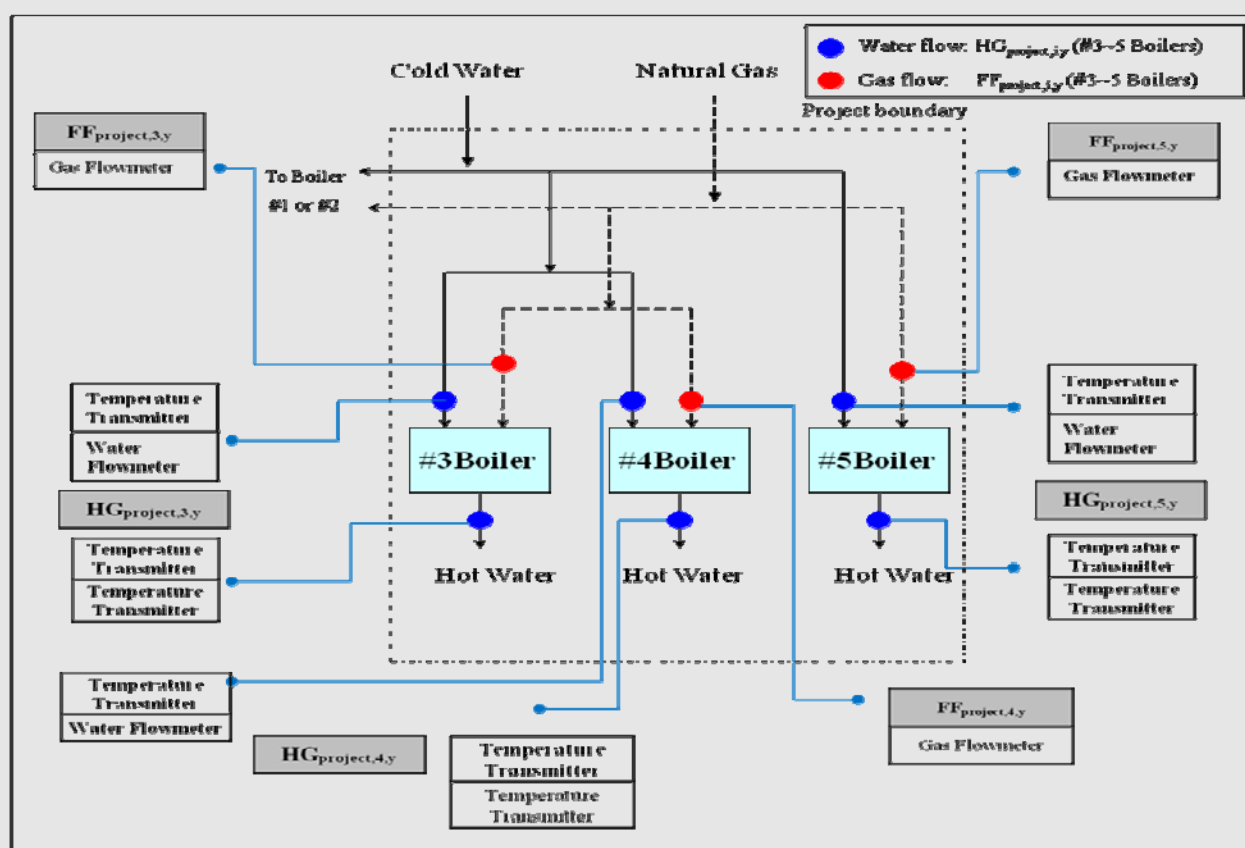 Water flow: HGproject,i,y (#3~5 Boilers)
Gas flow: FFproject,i,y (#3~5 Boilers)
Cold Water
Natural Gas
Project boundary
FFproject,3,y
Gas Flowmeter
FFproject,5,y
Gas Flowmeter
To Boiler
#1 or #2
Temperature
Transmitter
Water
Flowmeter
HGproject,3,y
Temperature
Transmitter
Temperature
Transmitter
#3Boiler
#4Boiler
#5Boiler
Hot Water
Hot Water
Hot Water
Temperature
Transmitter
Water
Flowmeter
HGproject,5,y
Temperature
Transmitter
Temperature
Transmitter
Temperature
Transmitter
Water Flowmeter
HGproject,4,y
Temperature
Transmitter
Temperature
Transmitter
FFproject,4,y
Gas Flowmeter